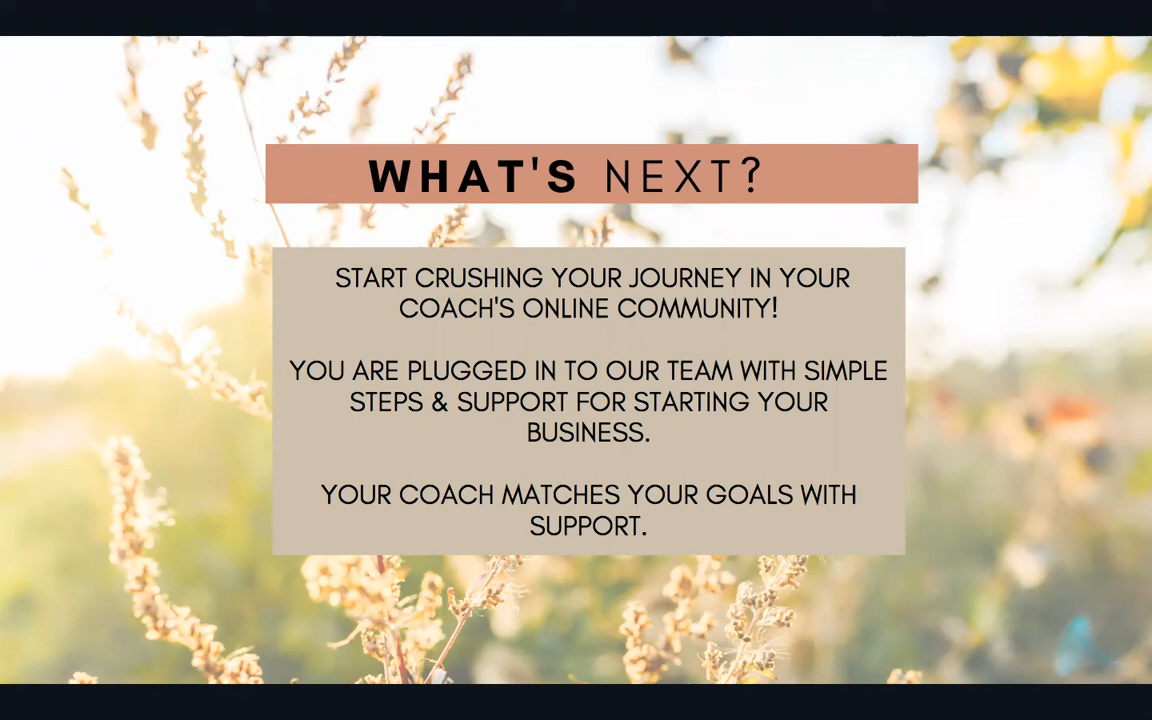 WHAT'S NEXT?
START CRUSHING YOUR JOURNEY IN YOUR
COACH'S ONLINE COMMUNITY!
YOU ARE PLUGGED IN TO OUR TEAM WITH SIMPLE
STEPS & SUPPORT FOR STARTING YOUR
BUSINESS.
YOUR COACH MATCHES YOUR GOALS WITH
SUPPORT.